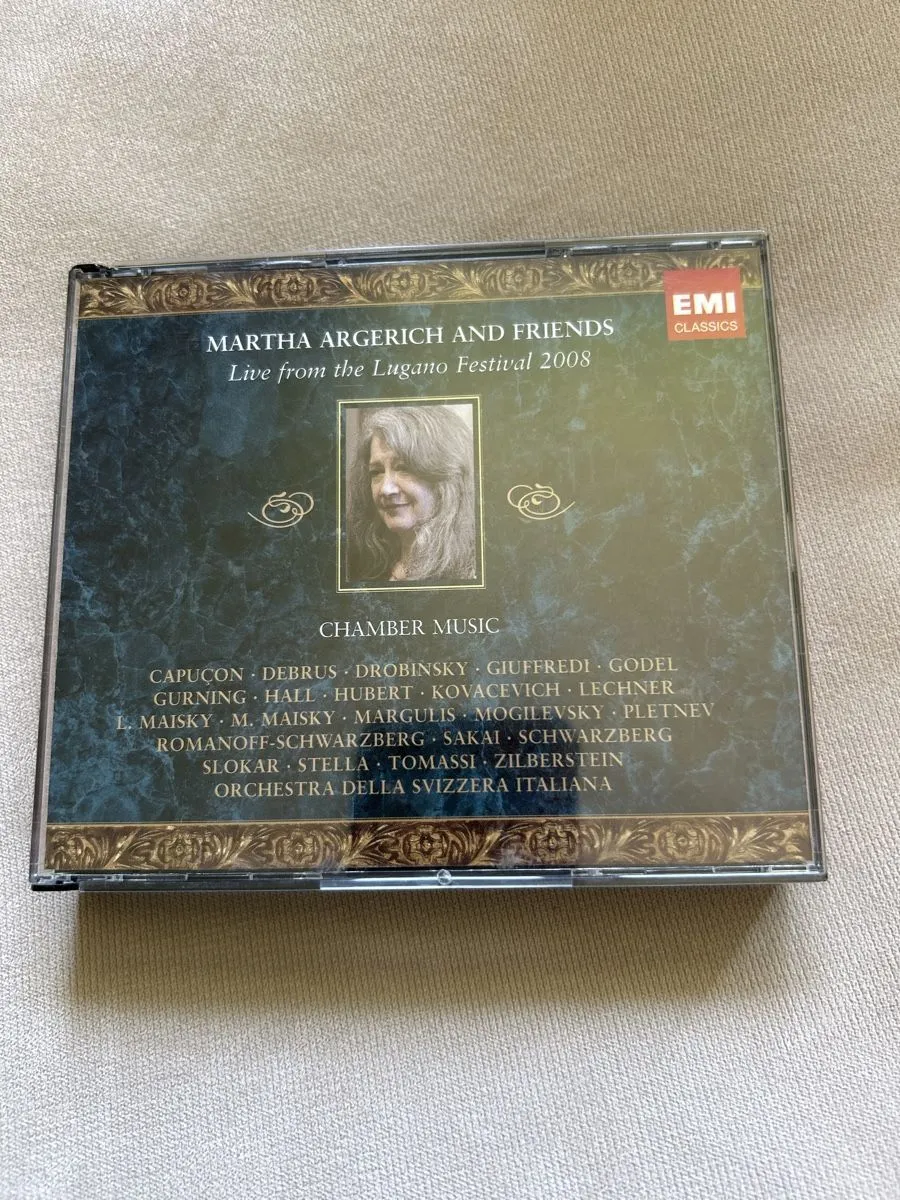 EMI
CLASSICS
MARTHA ARGERICH AND FRIENDS
Live from the Lugano Festival 2008
CHAMBER MUSIC
CAPUÇON · DEBRUS · DROBINSKY · GIUFFREDI · GODEL
GURNING · HALL · HUBERT · KOVACEVICH · LECHNER
L. MAISKY · M. MAISKY · MARGULIS · MOGILEVSKY · PLETNEV
ROMANOFF-SCHWARZBERG · SAKAI · SCHWARZBERG
SLOKAR · STELLA · TOMASSI · ZILBERSTEIN
ORCHESTRA DELLA SVIZZERA ITALIANA